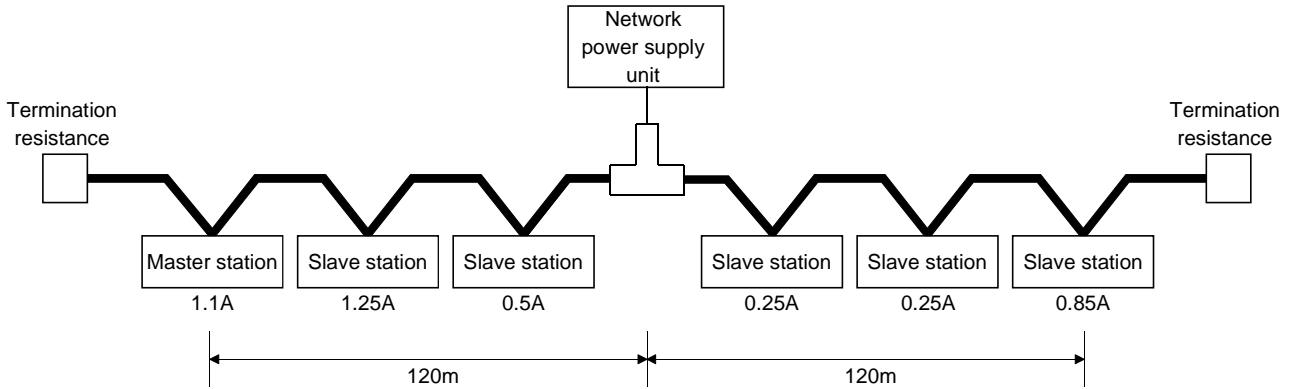 Network
power supply
unit
Termination
resistance
Termination
resistance
Master station
Slave station
Slave station
Slave station
Slave station
Slave station
1.1A
1.25A
0.5A
0.25A
0.25A
0.85A
120m
120m